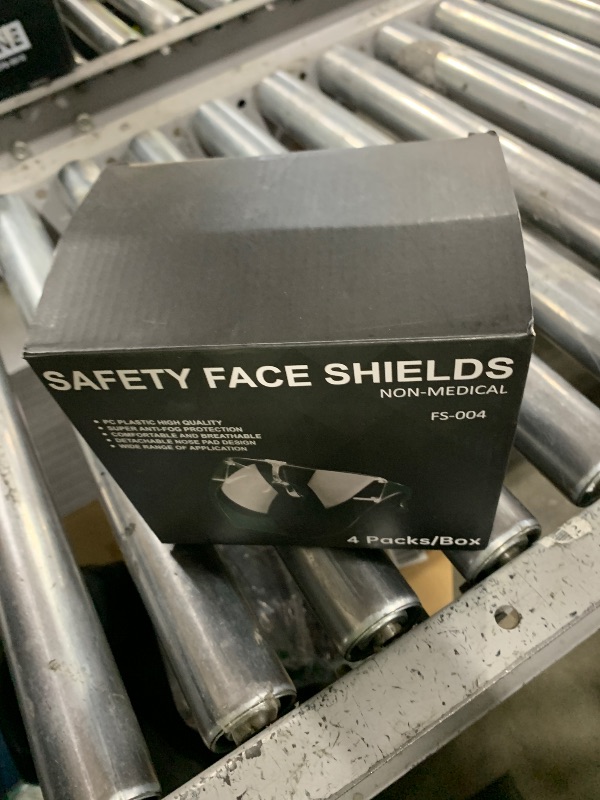 SAFETY FACE SHIELDS
NON-MEDICAL
FS-004
• PC PLASTIC HIGH QUALITY
• SUPER ANTI-FOG PROTECTION
• COMFORTABLE AND BREATHABLE
• DETACHABLE NOSE PAD DESIGN
• WIDE RANGE OF APPLICATION
4 Packs/Box